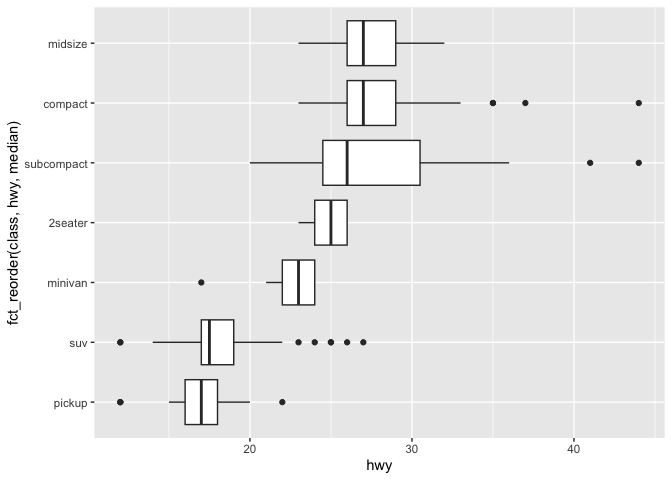 midsize
compact
subcompact
2seater
minivan
suv
pickup
fct_reorder(class, hwy, median)
20
30
40
hwy